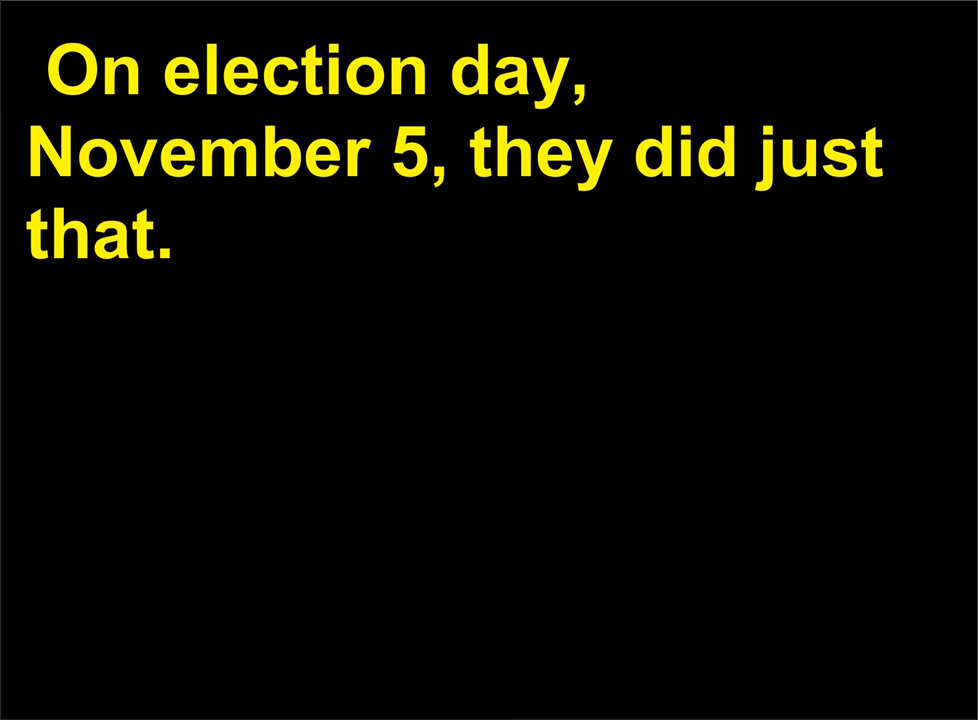 On election day,
November 5, they did just
that.